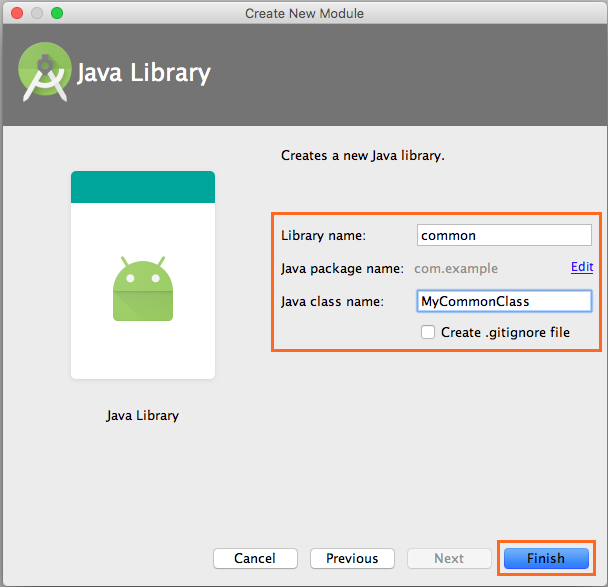 Create New Module
Java Library
Creates a new Java library.
Library name: common
Java package name: com.example Edit
Java class name: MyCommonClass
Create .gitignore file
Java Library
Cancel Previous Next Finish